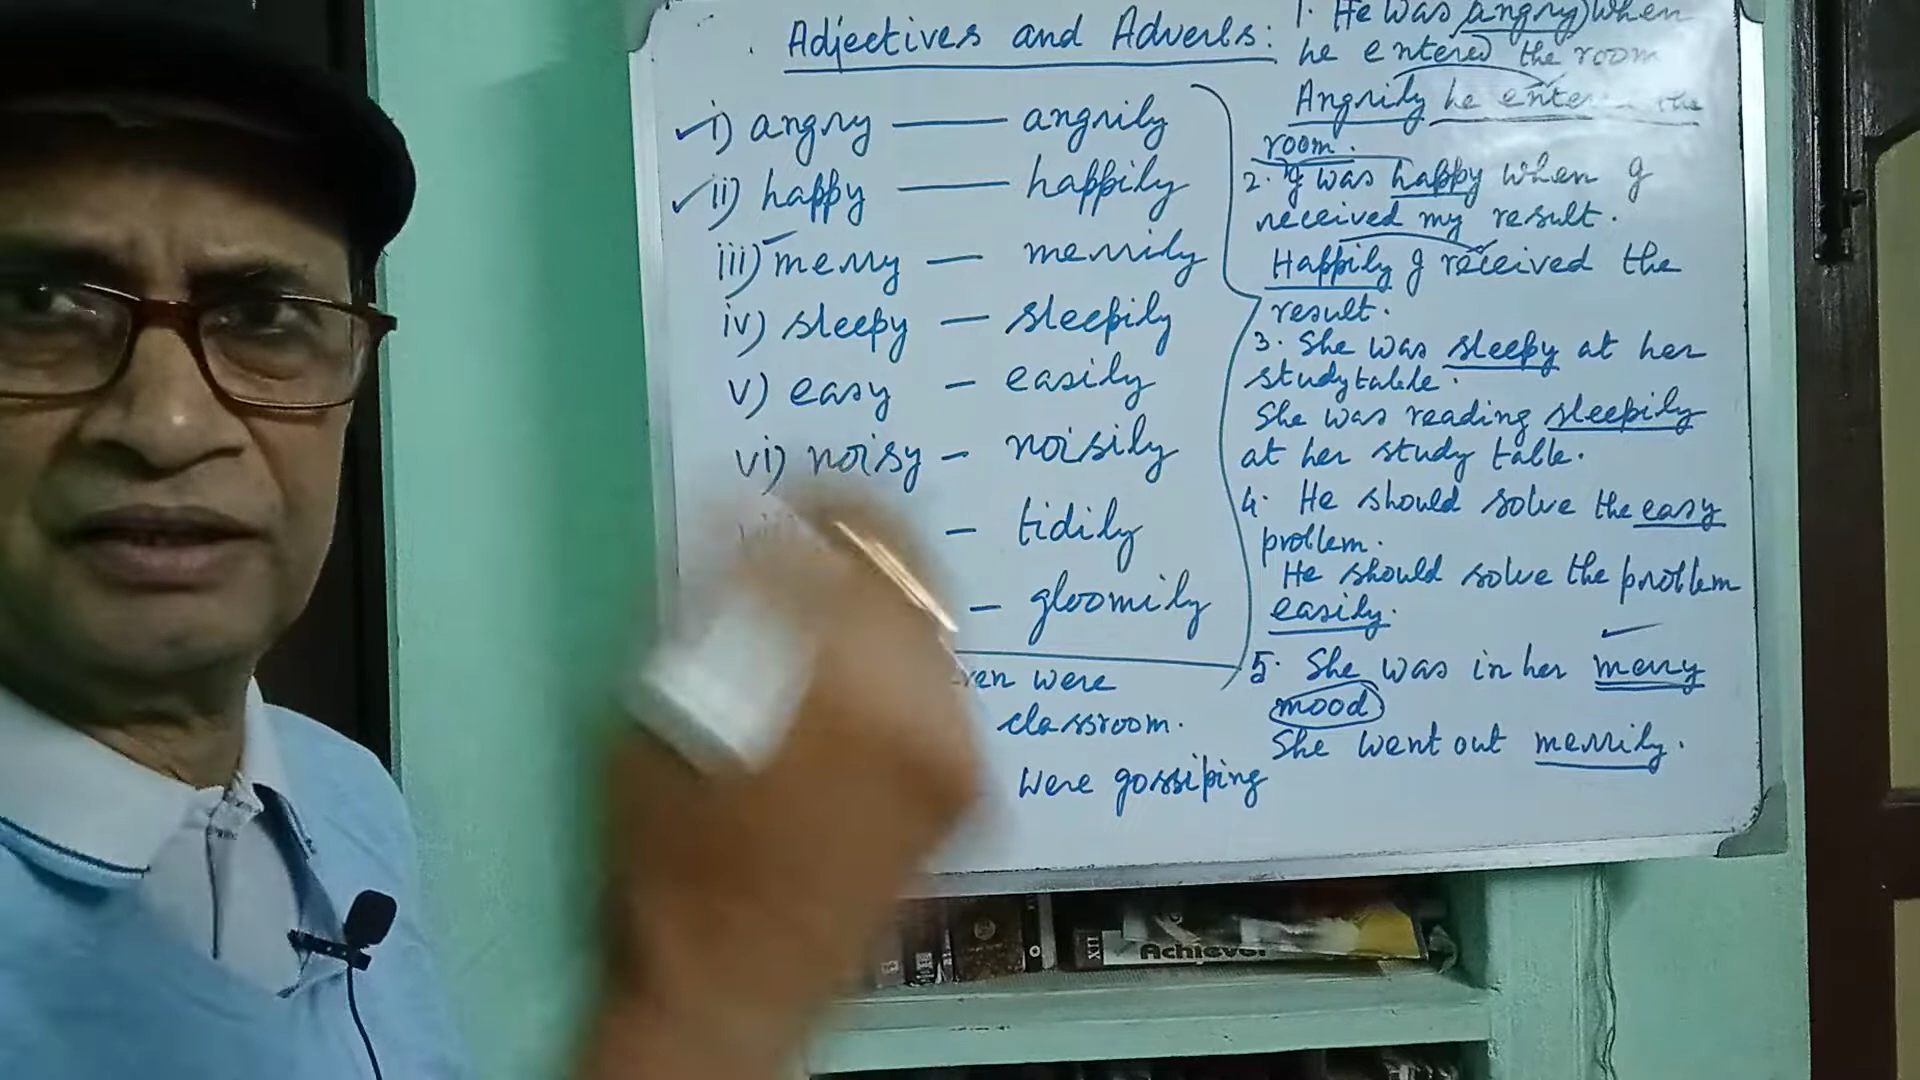 Adjectives and Adverbs:
i) angry — angrily
ii) happy — happily
iii) merry — merrily
iv) sleepy — sleepily
v) easy — easily
vi) noisy — noisily
— tidily
— gloomily
were
classroom.
were gossiping
1. He was angry when
he entered the room
Angrily he entered the
room.
2. I was happy when I
received my result.
Happily I received the
result.
3. She was sleepy at her
study table.
She was reading sleepily
at her study table.
4. He should solve the easy
problem.
He should solve the problem
easily.
5. She was in her merry
mood
She went out merrily.
Achiever